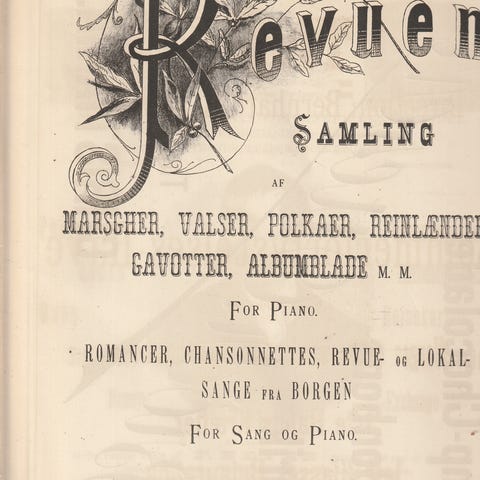 Revuen
SAMLING
AF
MARSGHER, VALSER, POLKAER, REINLÆNDER
GAVOTTER, ALBUMBLADE M. M.
FOR PIANO.
ROMANCER, CHANSONNETTES, REVUE- OG LOKAL-
SANGE FRA BORGEN
FOR SANG OG PIANO.